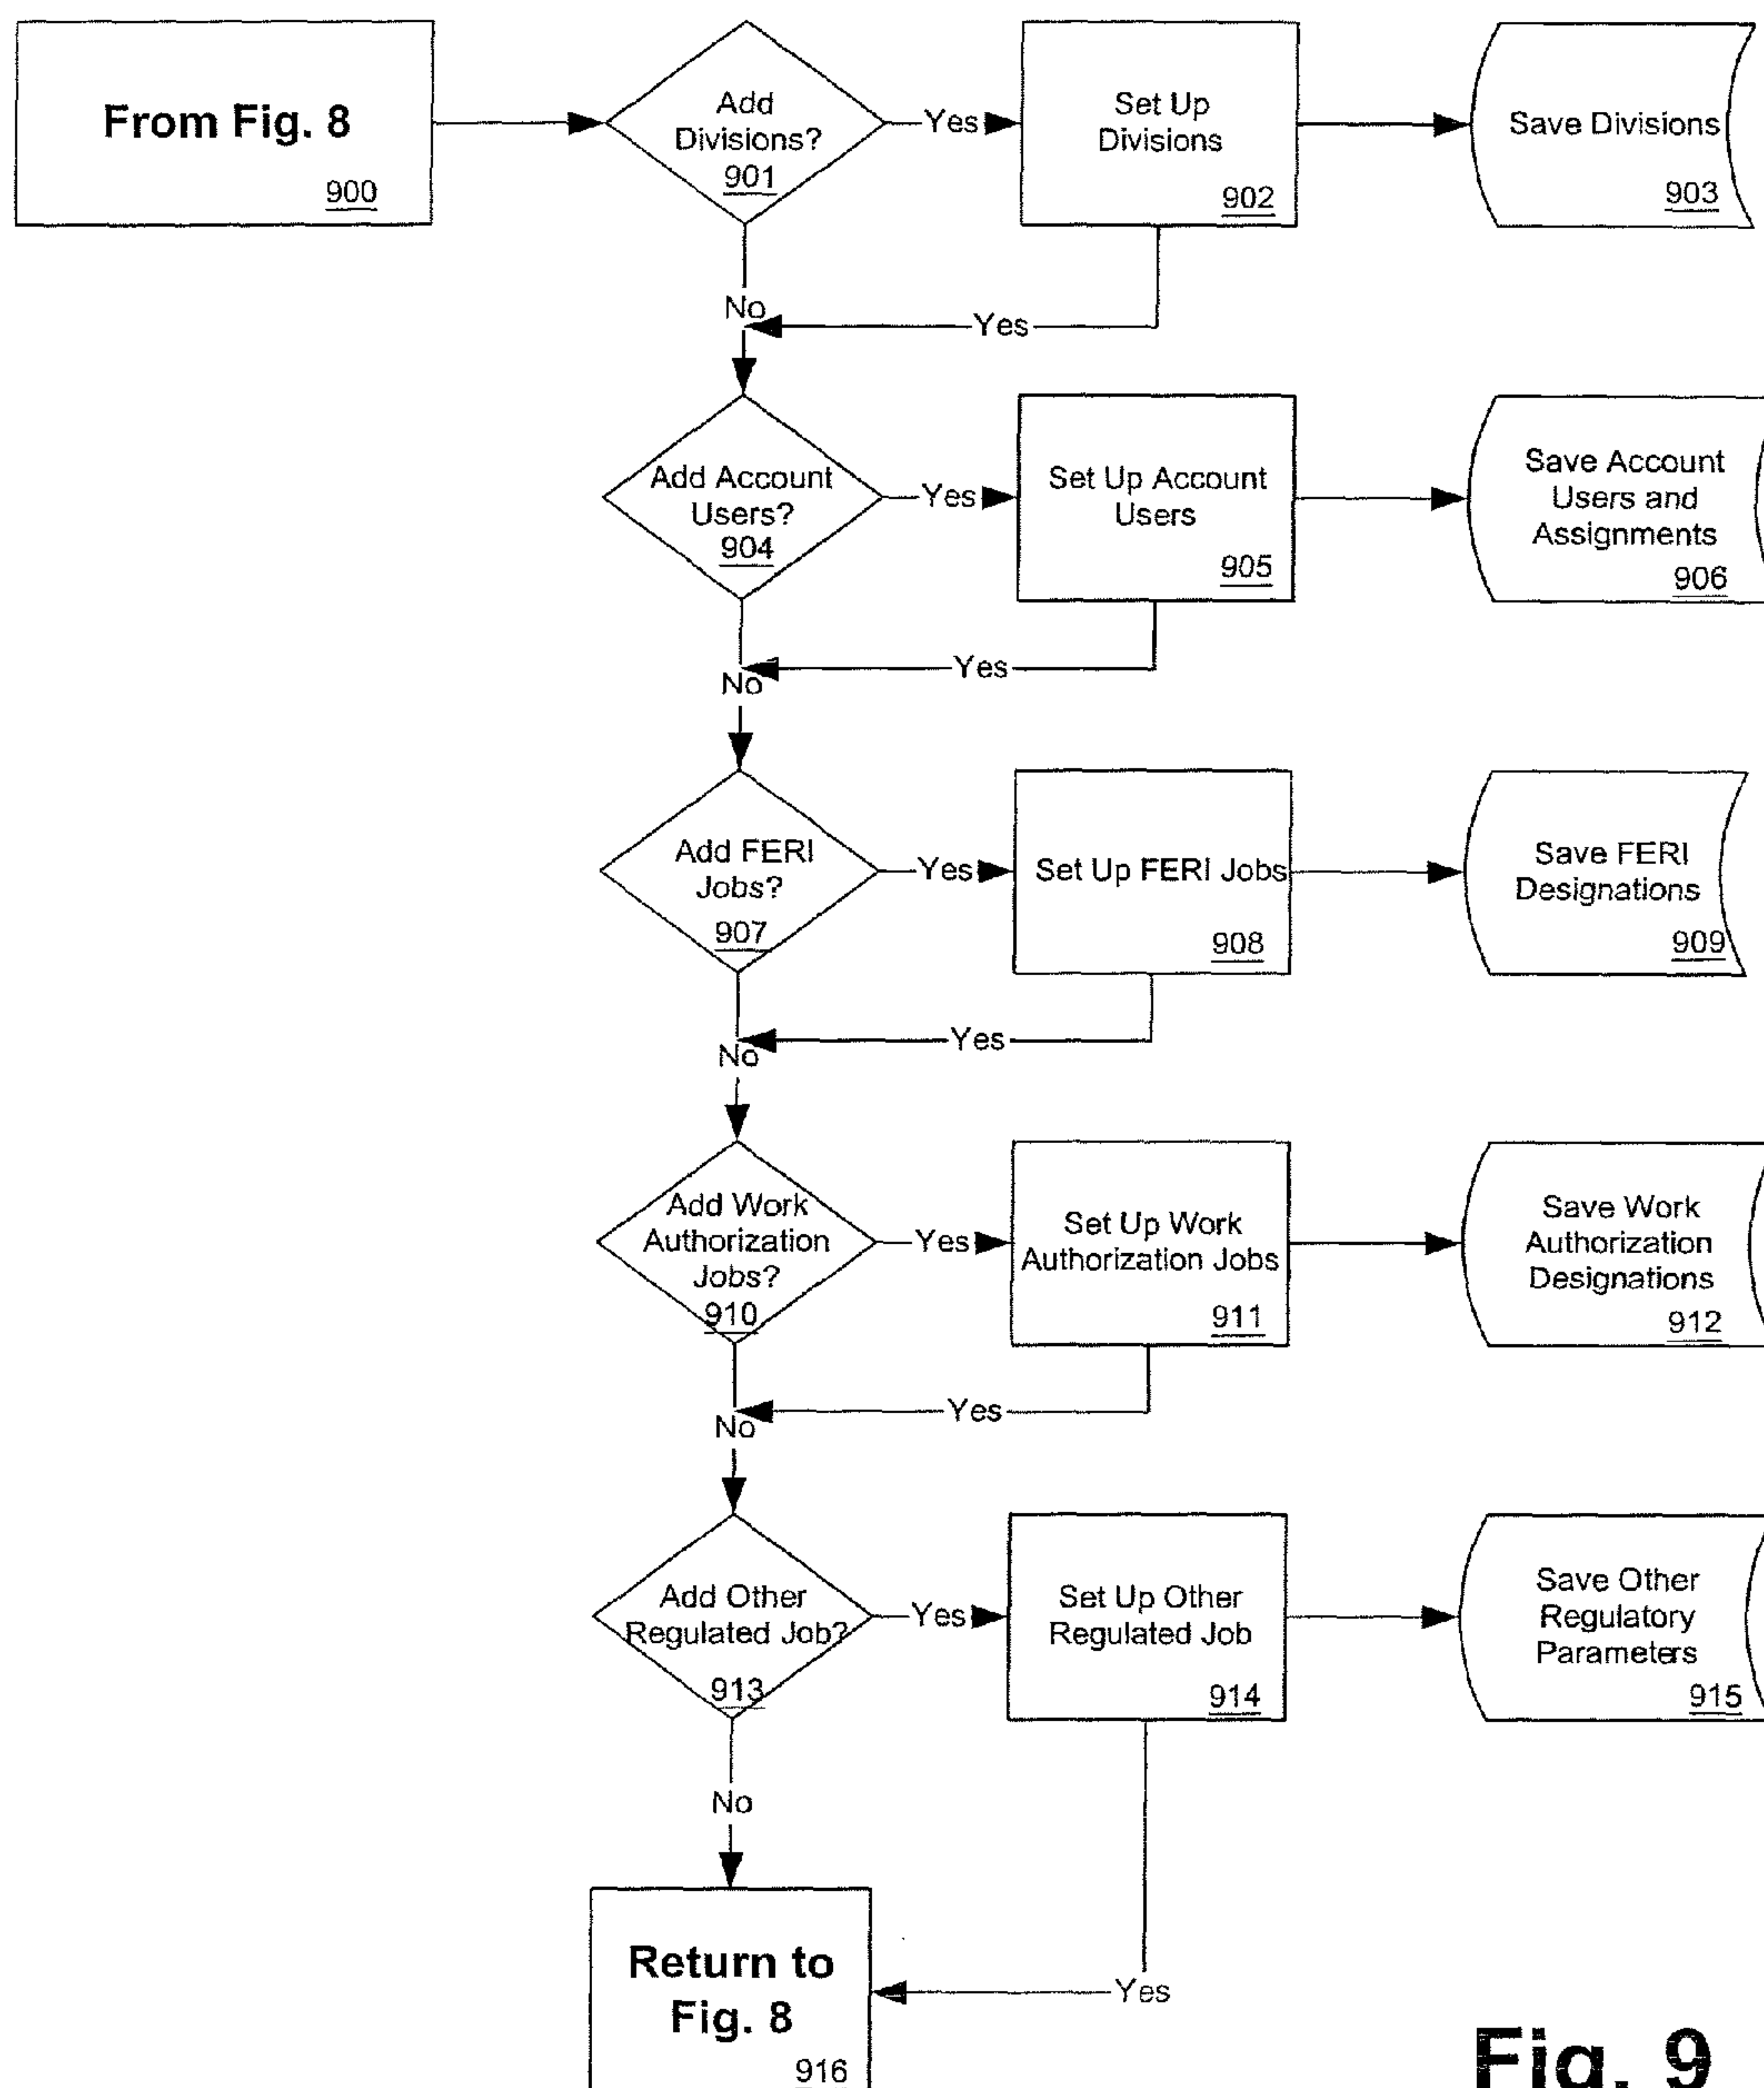 From Fig. 8
900
Add
Divisions?
901
Yes
Set Up
Divisions
902
Save Divisions
903
No
Yes
Add Account
Users?
904
Yes
Set Up Account
Users
905
Save Account
Users and
Assignments
906
No
Yes
Add FERI
Jobs?
907
Yes
Set Up FERI Jobs
908
Save FERI
Designations
909
No
Yes
Add Work
Authorization
Jobs?
910
Yes
Set Up Work
Authorization Jobs
911
Save Work
Authorization
Designations
912
No
Yes
Add Other
Regulated Job?
913
Yes
Set Up Other
Regulated Job
914
Save Other
Regulatory
Parameters
915
No
Yes
Return to
Fig. 8
916
Fig. 9